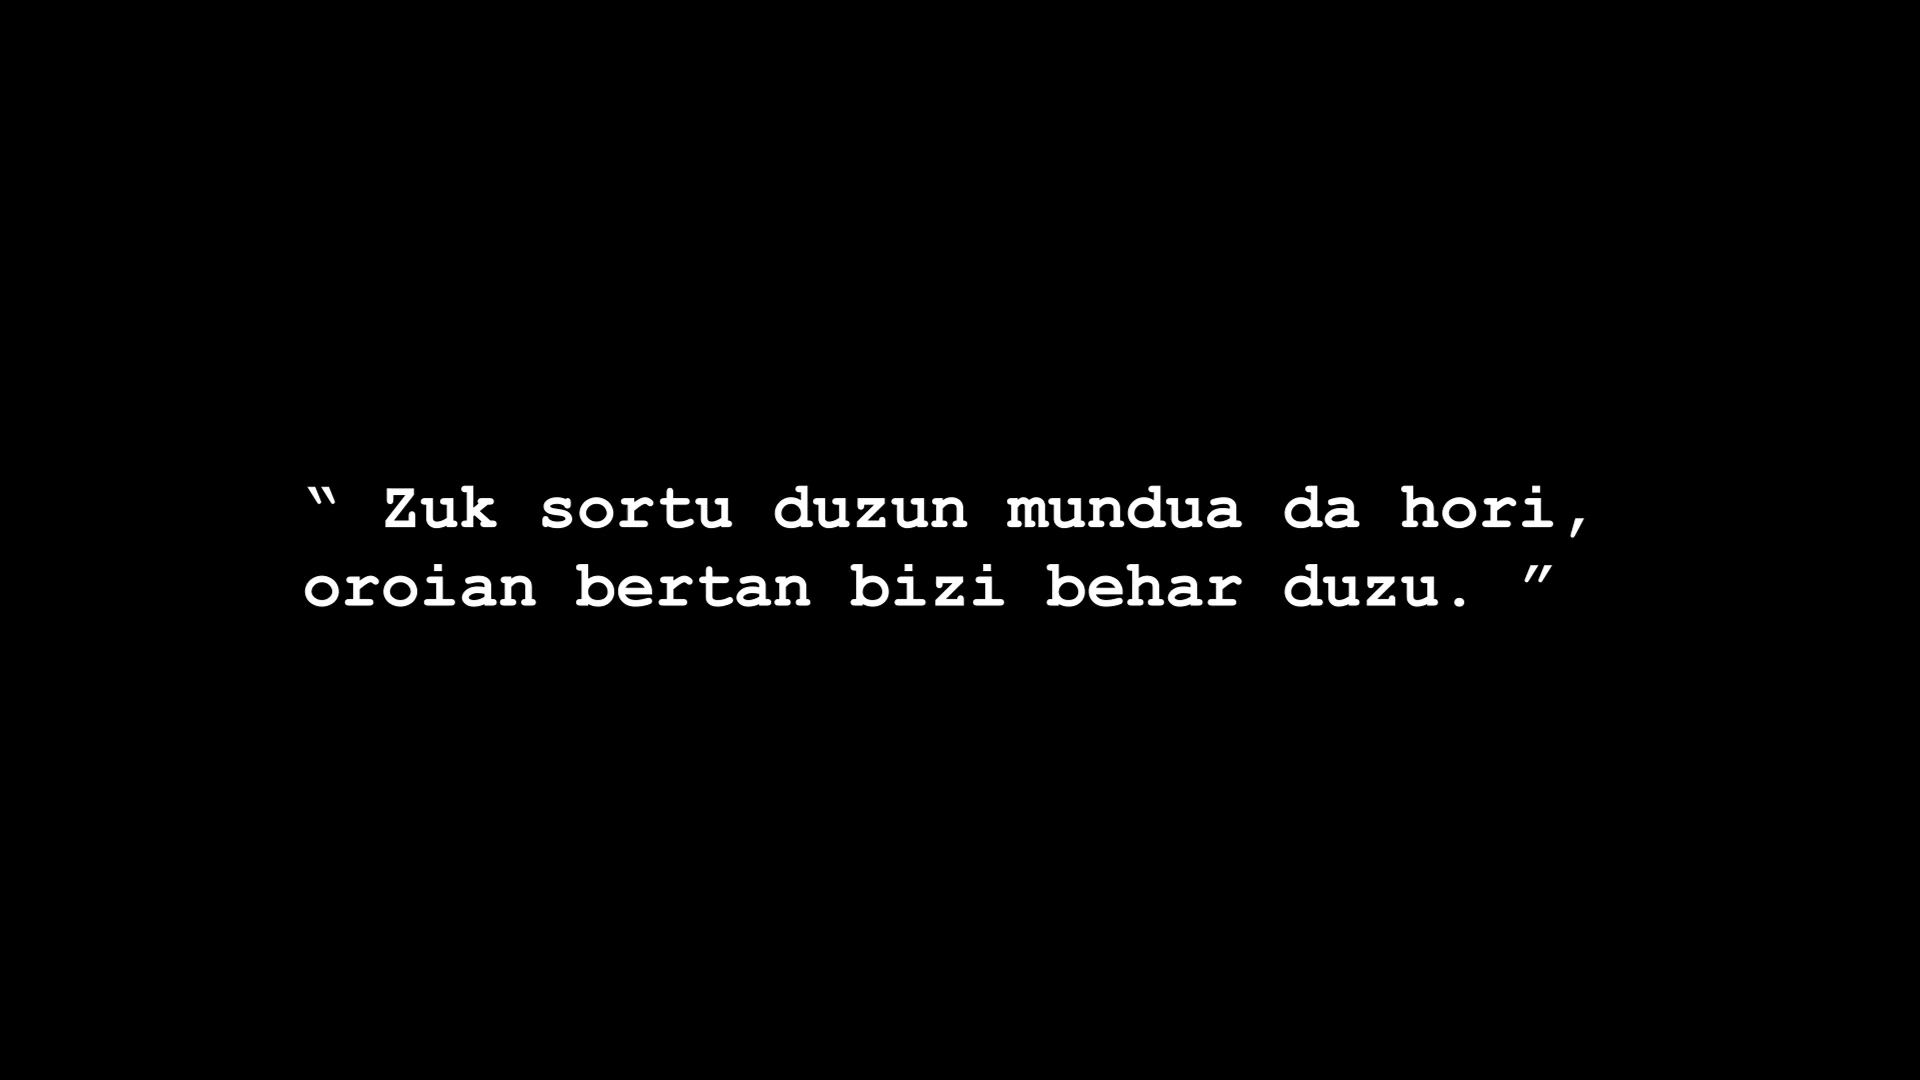 “ Zuk sortu duzun mundua da hori,
oroian bertan bizi behar duzu. ”